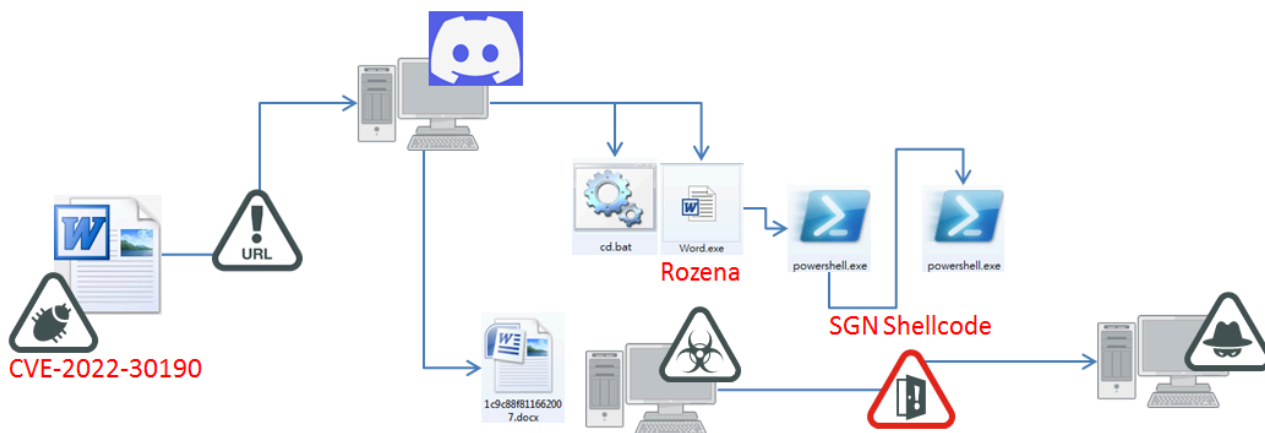 URL
cd.bat
Word.exe
Rozena
powershell.exe
powershell.exe
SGN Shellcode
CVE-2022-30190
1c9c88f81166200
7.docx